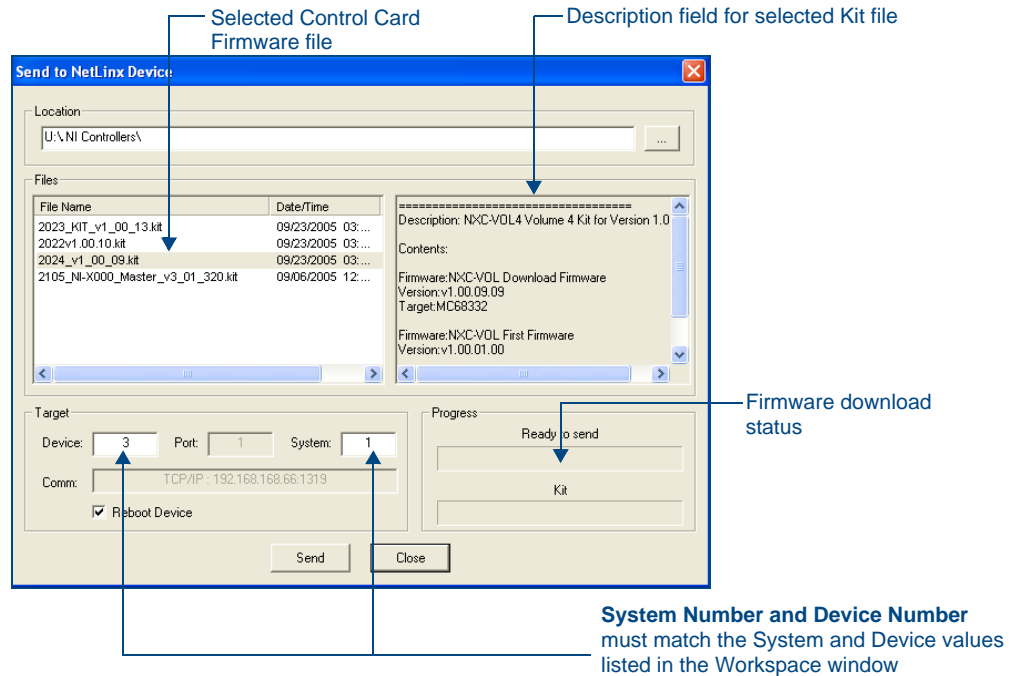 Selected Control Card
Firmware file
Description field for selected Kit file
Send to NetLinx Device
Location
U:\NI Controllers\
...
Files
File Name Date/Time
2023_KIT_v1_00_13.kit 09/23/2005 03:...
2022v1.00.10.kit 09/23/2005 03:...
2024_v1_00_09.kit 09/23/2005 03:...
2105_NI-X000_Master_v3_01_320.kit 09/06/2005 12:...
====================================
Description: NXC-VOL4 Volume 4 Kit for Version 1.0
Contents:
Firmware:NXC-VOL Download Firmware
Version:v1.00.09.09
Target:MC68332
Firmware:NXC-VOL First Firmware
Version:v1.00.01.00
Target
Device: 3 Port: 1 System: 1
Comm: TCP/IP : 192.168.168.66:1319
Reboot Device
Progress
Ready to send
Kit
Firmware download
status
Send Close
System Number and Device Number
must match the System and Device values
listed in the Workspace window